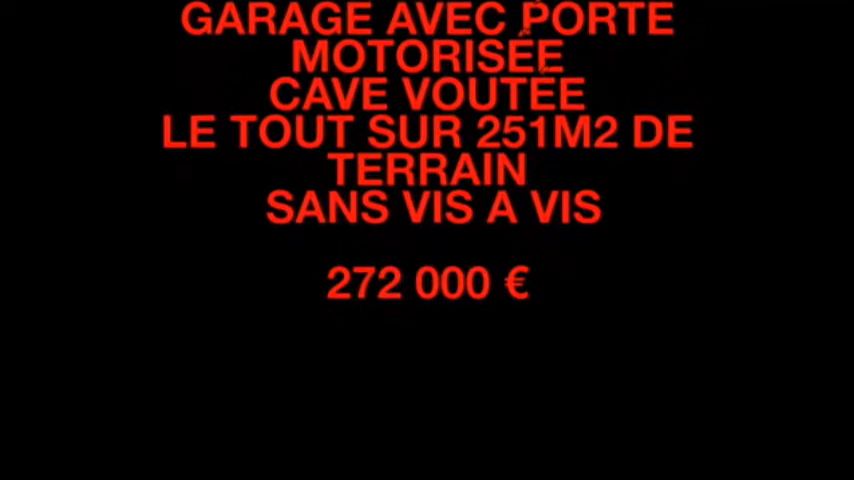 GARAGE AVEC PORTE
MOTORISÉE
CAVE VOUTÉE
LE TOUT SUR 251M2 DE
TERRAIN
SANS VIS A VIS
272 000 €